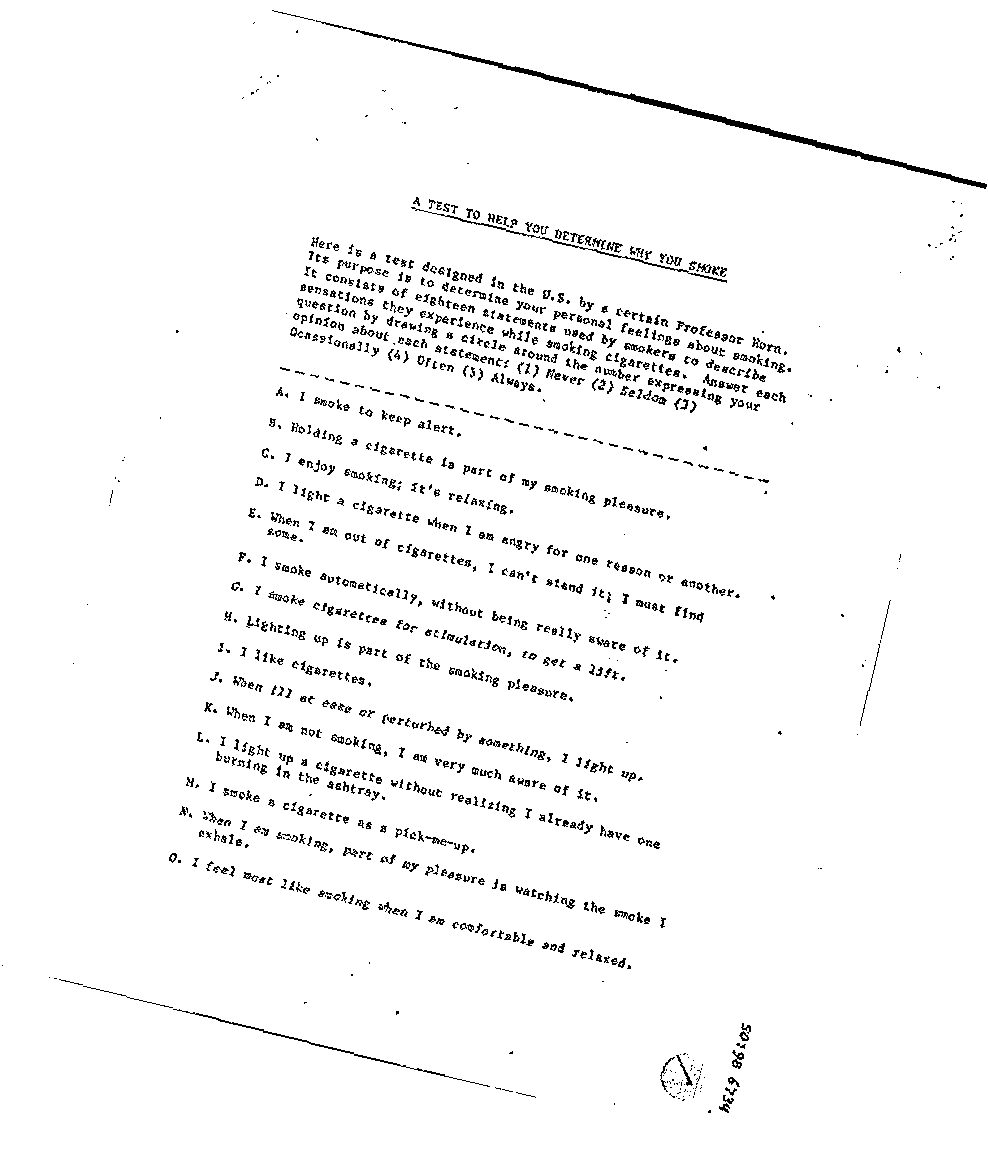 A TEST TO HELP YOU DETERMINE WHY YOU SMOKE
Here is a test designed in the U.S. by a certain Professor Horn.
Its purpose is to determine your personal feelings about smoking.
It consists of eighteen statements used by smokers to describe
sensations they experience while smoking cigarettes. Answer each
question by drawing a circle around the number expressing your
opinion about each statement: (1) Never (2) Seldom (3)
Ocassionally (4) Often (5) Always.
A. I smoke to keep alert.
B. Holding a cigarette is part of my smoking pleasure.
C. I enjoy smoking; it's relaxing.
D. I light a cigarette when I am angry for one reason or another.
E. When I am out of cigarettes, I can't stand it; I must find
some.
F. I smoke automatically, without being really aware of it.
G. I smoke cigarettes for stimulation, to get a lift.
H. Lighting up is part of the smoking pleasure.
I. I like cigarettes.
J. When ill at ease or perturbed by something, I light up.
K. When I am not smoking, I am very much aware of it.
L. I light up a cigarette without realizing I already have one
burning in the ashtray.
M. I smoke a cigarette as a pick-me-up.
N. When I am smoking, part of my pleasure is watching the smoke I
exhale.
O. I feel most like smoking when I am comfortable and relaxed.
50198 6734